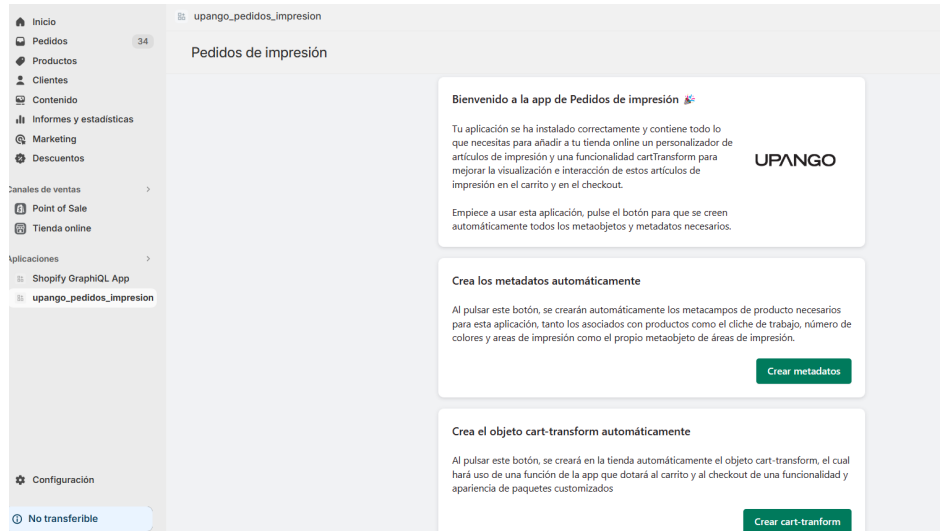 Inicio
Pedidos 34
Productos
Clientes
Contenido
Informes y estadísticas
Marketing
Descuentos
Canales de ventas
Point of Sale
Tienda online
Aplicaciones
Shopify GraphiQL App
upango_pedidos_impresion
Configuración
No transferible
upango_pedidos_impresion
Pedidos de impresión
Bienvenido a la app de Pedidos de impresión 🎉
Tu aplicación se ha instalado correctamente y contiene todo lo
que necesitas para añadir a tu tienda online un personalizador de
artículos de impresión y una funcionalidad cartTransform para
mejorar la visualización e interacción de estos artículos de
impresión en el carrito y en el checkout.
UPANGO
Empiece a usar esta aplicación, pulse el botón para que se creen
automáticamente todos los metaobjetos y metadatos necesarios.
Crea los metadatos automáticamente
Al pulsar este botón, se crearán automáticamente los metacampos de producto necesarios
para esta aplicación, tanto los asociados con productos como el cliche de trabajo, número de
colores y areas de impresión como el propio metaobjeto de áreas de impresión.
Crear metadatos
Crea el objeto cart-transform automáticamente
Al pulsar este botón, se creará en la tienda automáticamente el objeto cart-transform, el cual
hará uso de una función de la app que dotará al carrito y al checkout de una funcionalidad y
apariencia de paquetes customizados
Crear cart-tranform